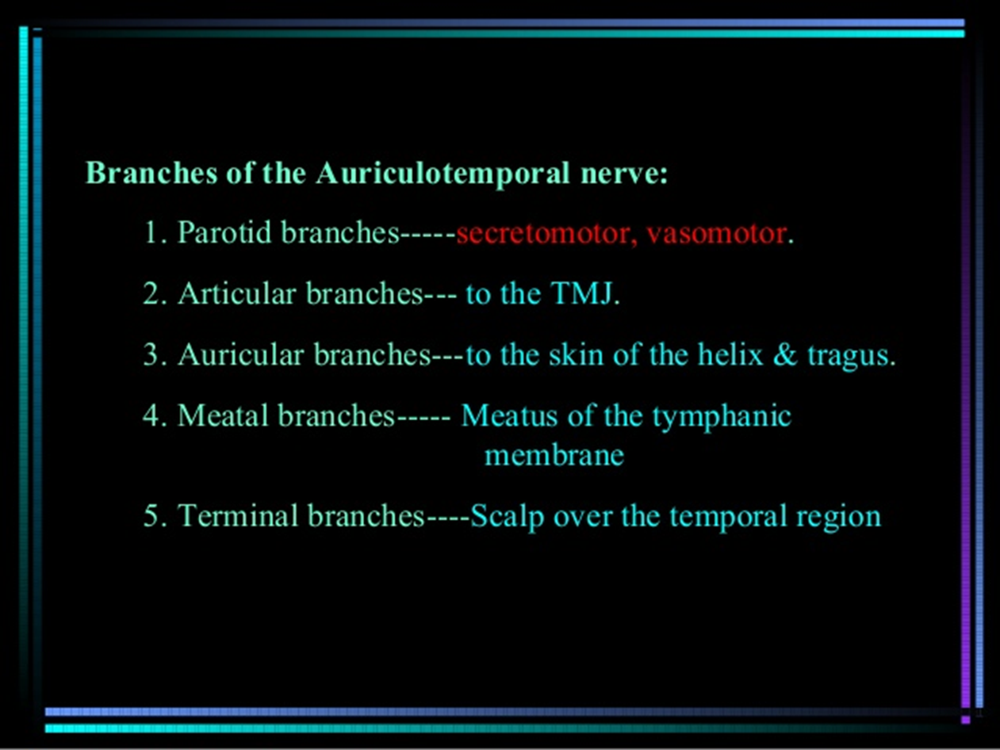 Branches of the Auriculotemporal nerve:
1. Parotid branches-----secretomotor, vasomotor.
2. Articular branches--- to the TMJ.
3. Auricular branches---to the skin of the helix & tragus.
4. Meatal branches----- Meatus of the tymphanic
membrane
5. Terminal branches----Scalp over the temporal region